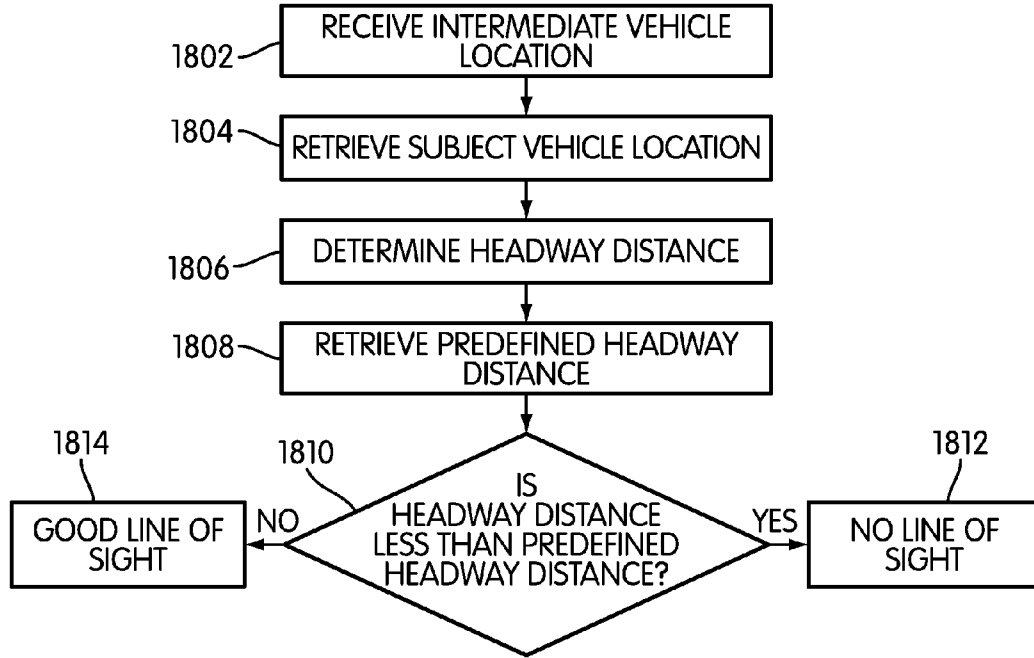 1802
RECEIVE INTERMEDIATE VEHICLE
LOCATION
1804
RETRIEVE SUBJECT VEHICLE LOCATION
1806
DETERMINE HEADWAY DISTANCE
1808
RETRIEVE PREDEFINED HEADWAY
DISTANCE
1810
IS
HEADWAY DISTANCE
LESS THAN PREDEFINED
HEADWAY DISTANCE?
1814
NO
GOOD LINE OF
SIGHT
1812
YES
NO LINE OF
SIGHT